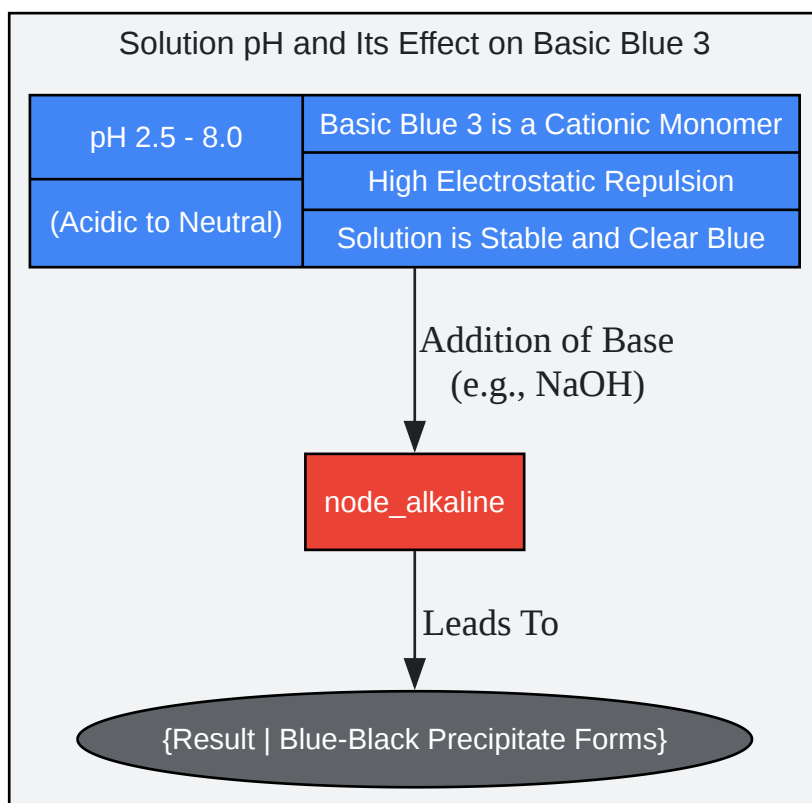 Solution pH and Its Effect on Basic Blue 3
pH 2.5 - 8.0
(Acidic to Neutral)
Basic Blue 3 is a Cationic Monomer
High Electrostatic Repulsion
Solution is Stable and Clear Blue
Addition of Base
(e.g., NaOH)
node_alkaline
Leads To
{Result | Blue-Black Precipitate Forms}